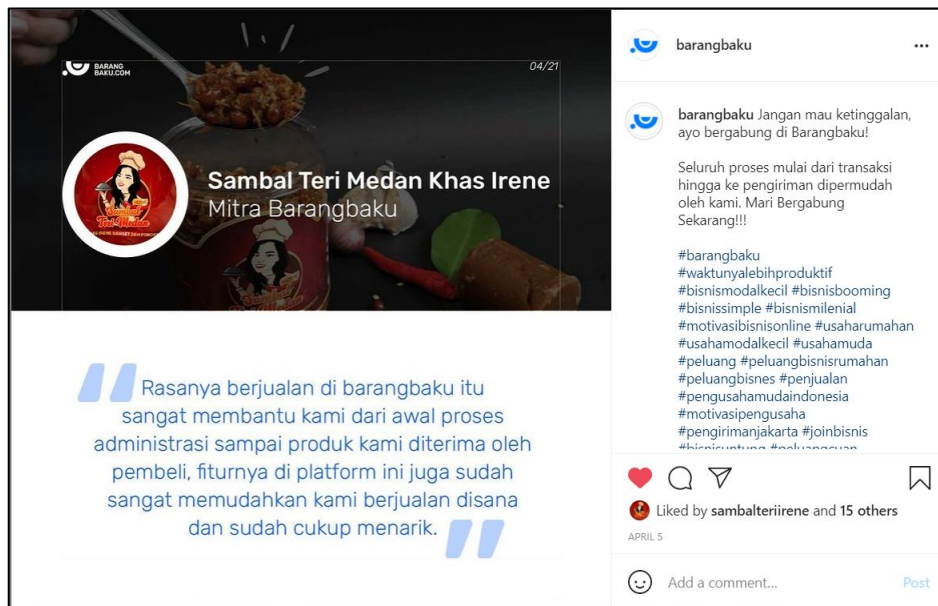 BARANG
BAKU.COM
04/21
Sambal Teri Medan Khas Irene
Mitra Barangbaku
Sambal
Teri Medan
Rasanya berjualan di barangbaku itu
sangat membantu kami dari awal proses
administrasi sampai produk kami diterima oleh
pembeli, fiturnya di platform ini juga sudah
sangat memudahkan kami berjualan disana
dan sudah cukup menarik.
barangbaku
barangbaku Jangan mau ketinggalan,
ayo bergabung di Barangbaku!
Seluruh proses mulai dari transaksi
hingga ke pengiriman dipermudah
oleh kami. Mari Bergabung
Sekarang!!!
#barangbaku
#waktunyalebihproduktif
#bisnismodalkecil #bisnisbooming
#bisnissimple #bisnismilenial
#motivasibisnisonline #usaharumahan
#usahamodalkecil #usahamuda
#peluang #peluangbisnisrumahan
#peluangbisnes #penjualan
#pengusahamudaindonesia
#motivasipengusaha
#pengirimanjakarta #joinbisnis
#bisnisuntung #peluangcuan
Liked by sambalteriirene and 15 others
APRIL 5
Add a comment...
Post